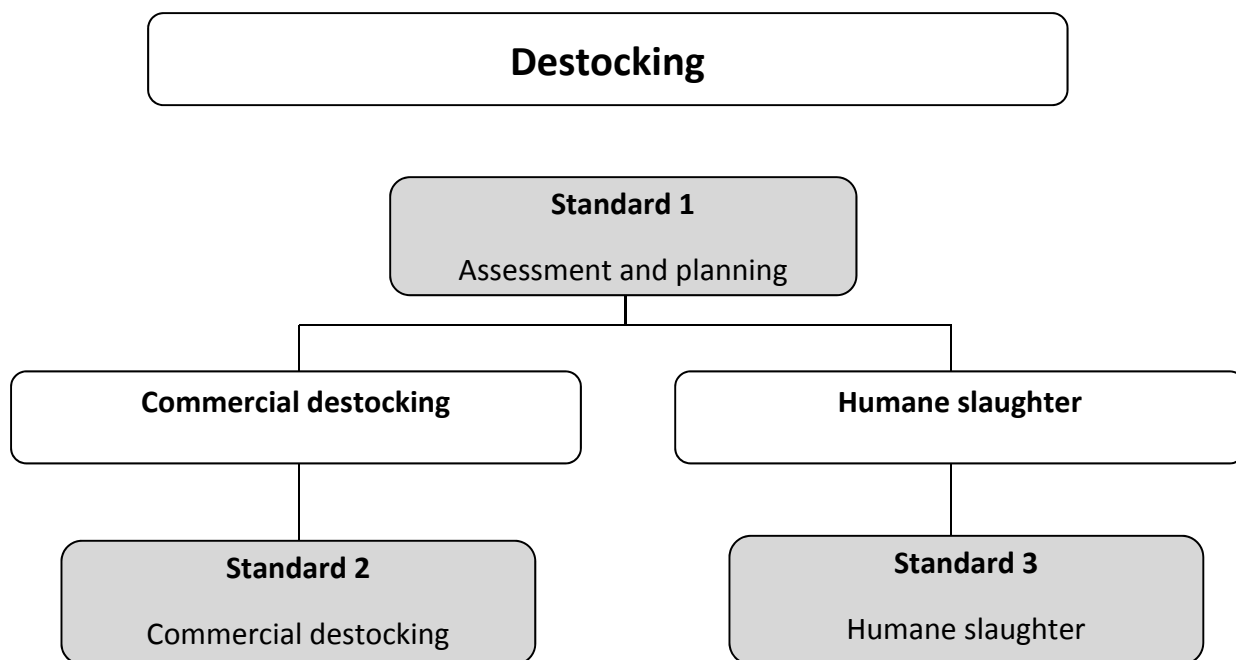 Destocking
Standard 1
Assessment and planning
Commercial destocking
Humane slaughter
Standard 2
Commercial destocking
Standard 3
Humane slaughter